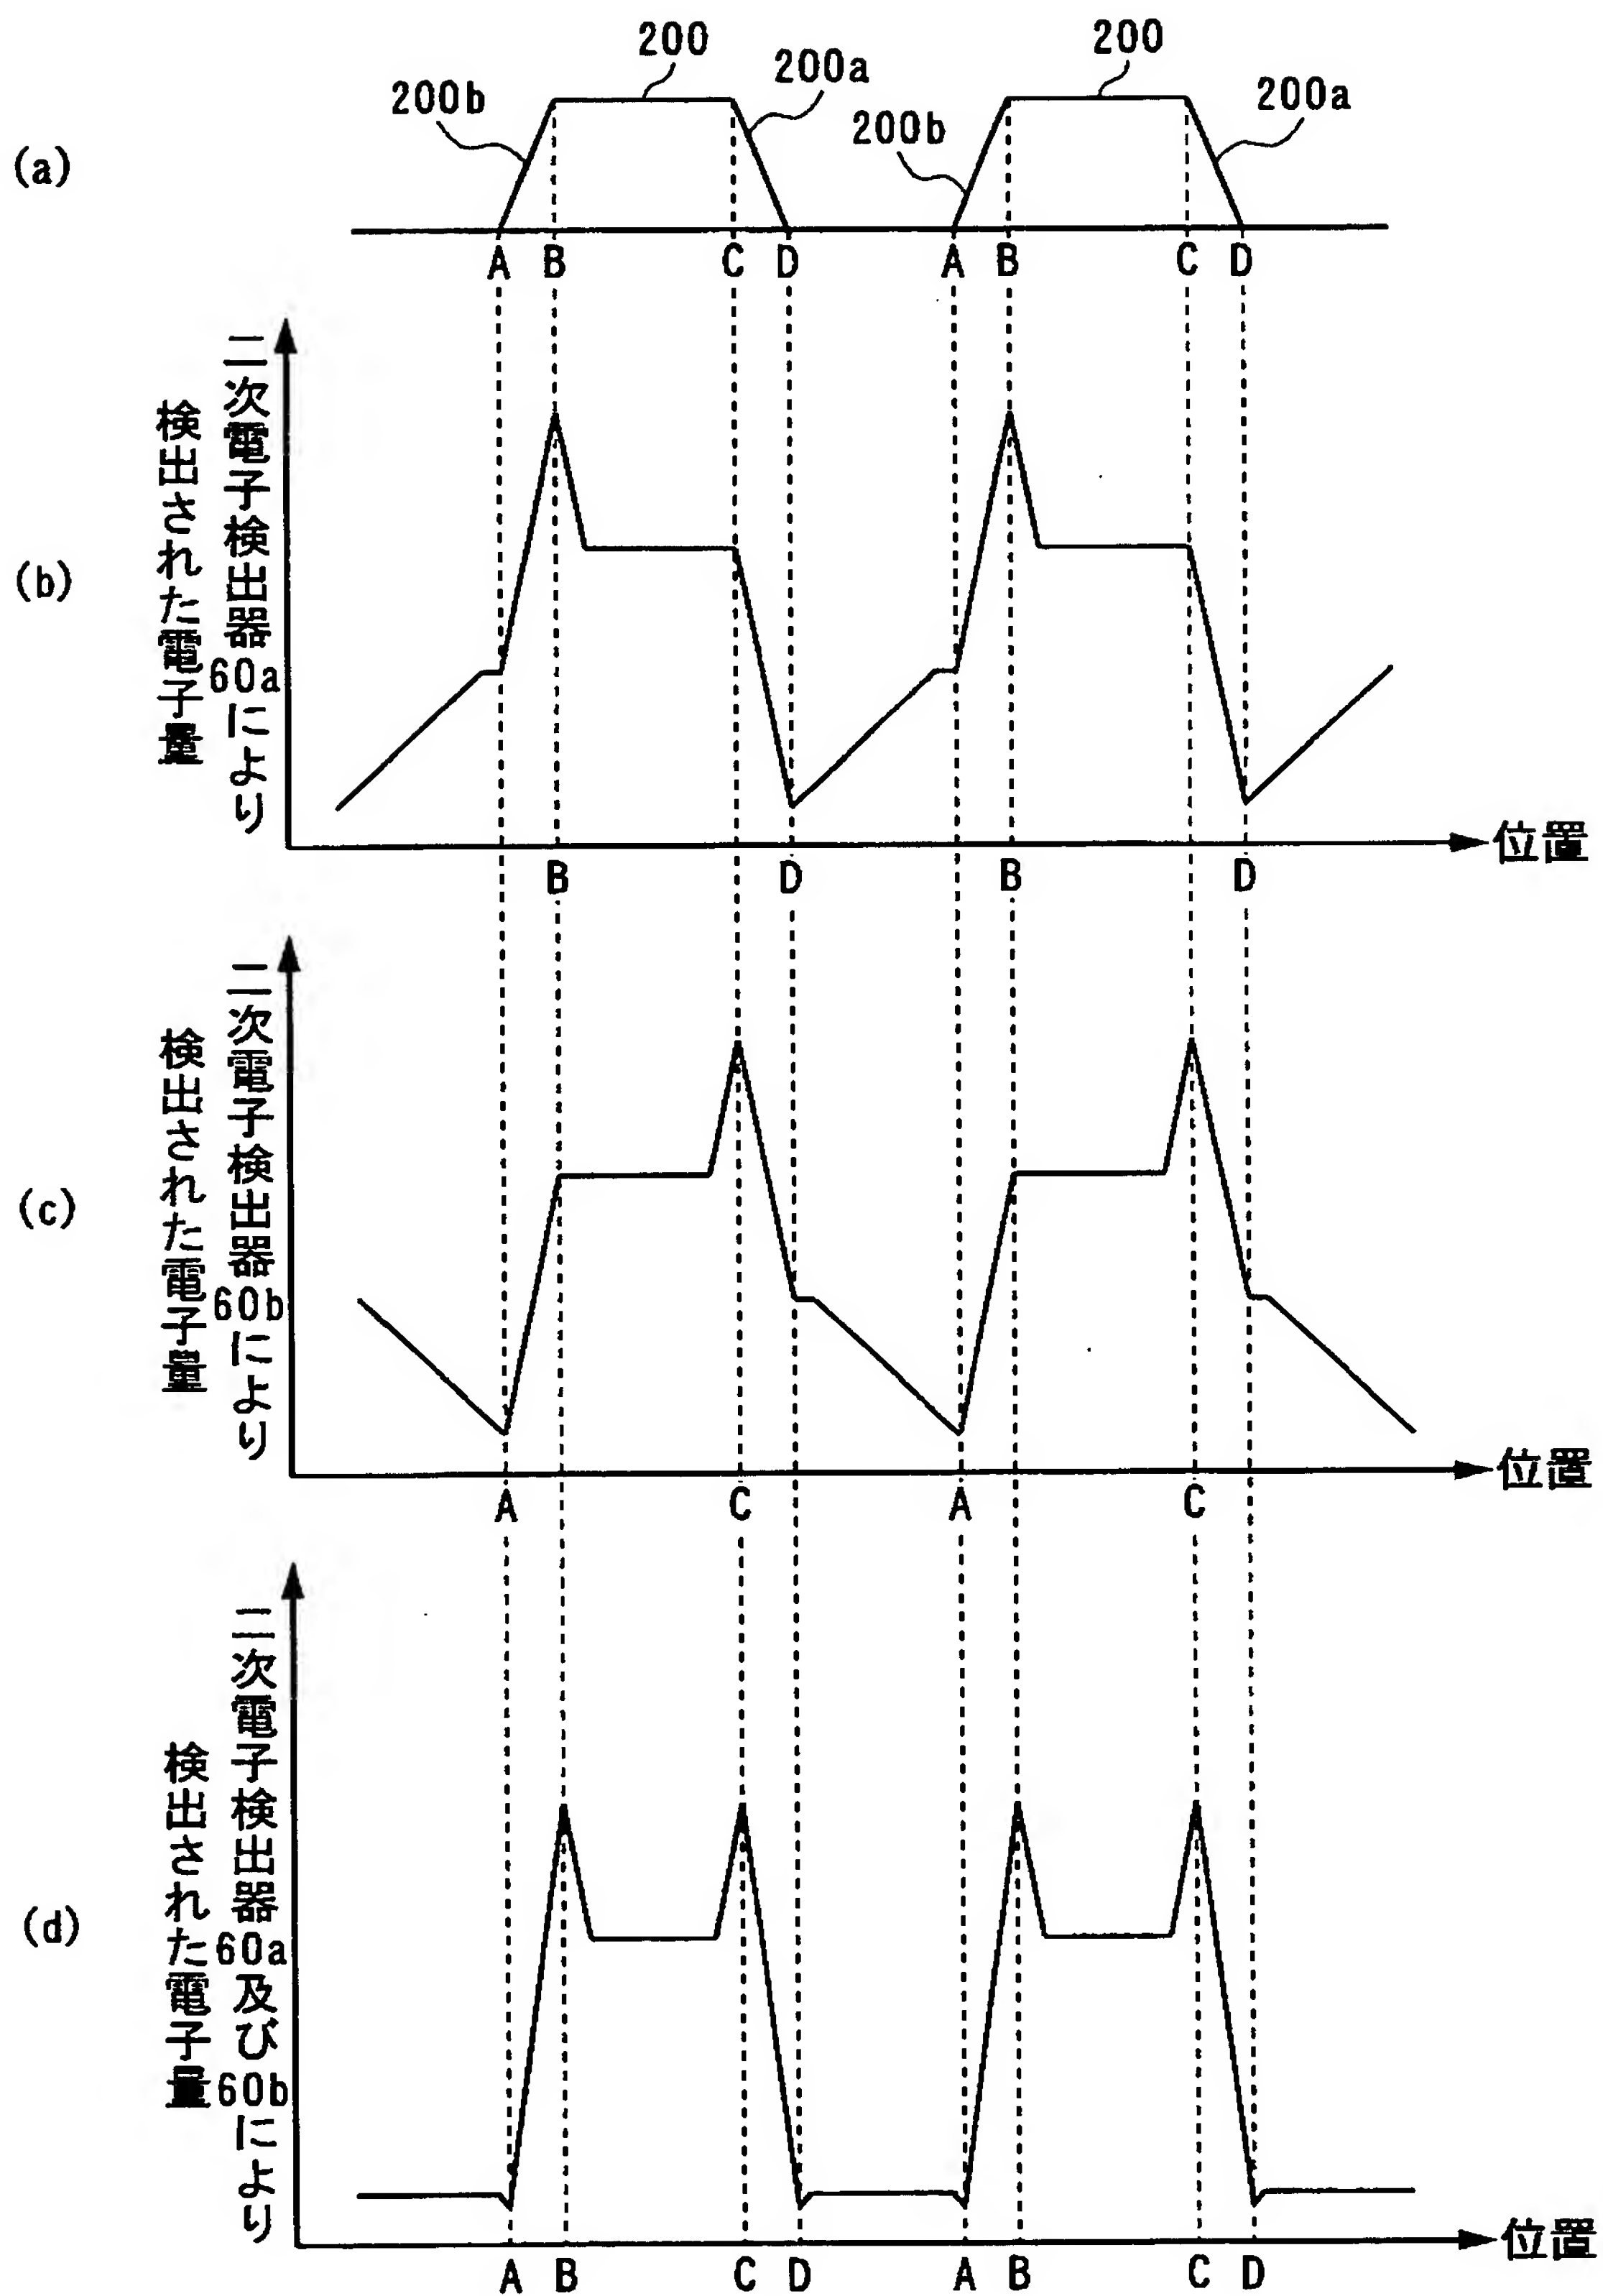 200
200a
200b
200
200a
200b
(a)
A B C D A B C D
(b)
二次電子検出器60aにより
検出された電子量
位置
B D B D
(c)
二次電子検出器60bにより
検出された電子量
位置
A C A C
(d)
二次電子検出器60a及び60bにより
検出された電子量
位置
A B C D A B C D